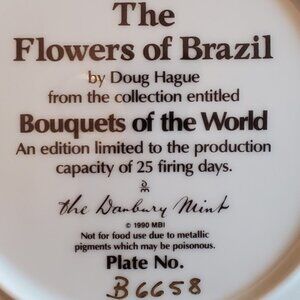 The
Flowers of Brazil
by Doug Hague
from the collection entitled
Bouquets of the World
An edition limited to the production
capacity of 25 firing days.
The Danbury Mint
© 1990 MBI
Not for food use due to metallic
pigments which may be poisonous.
Plate No.
B6658